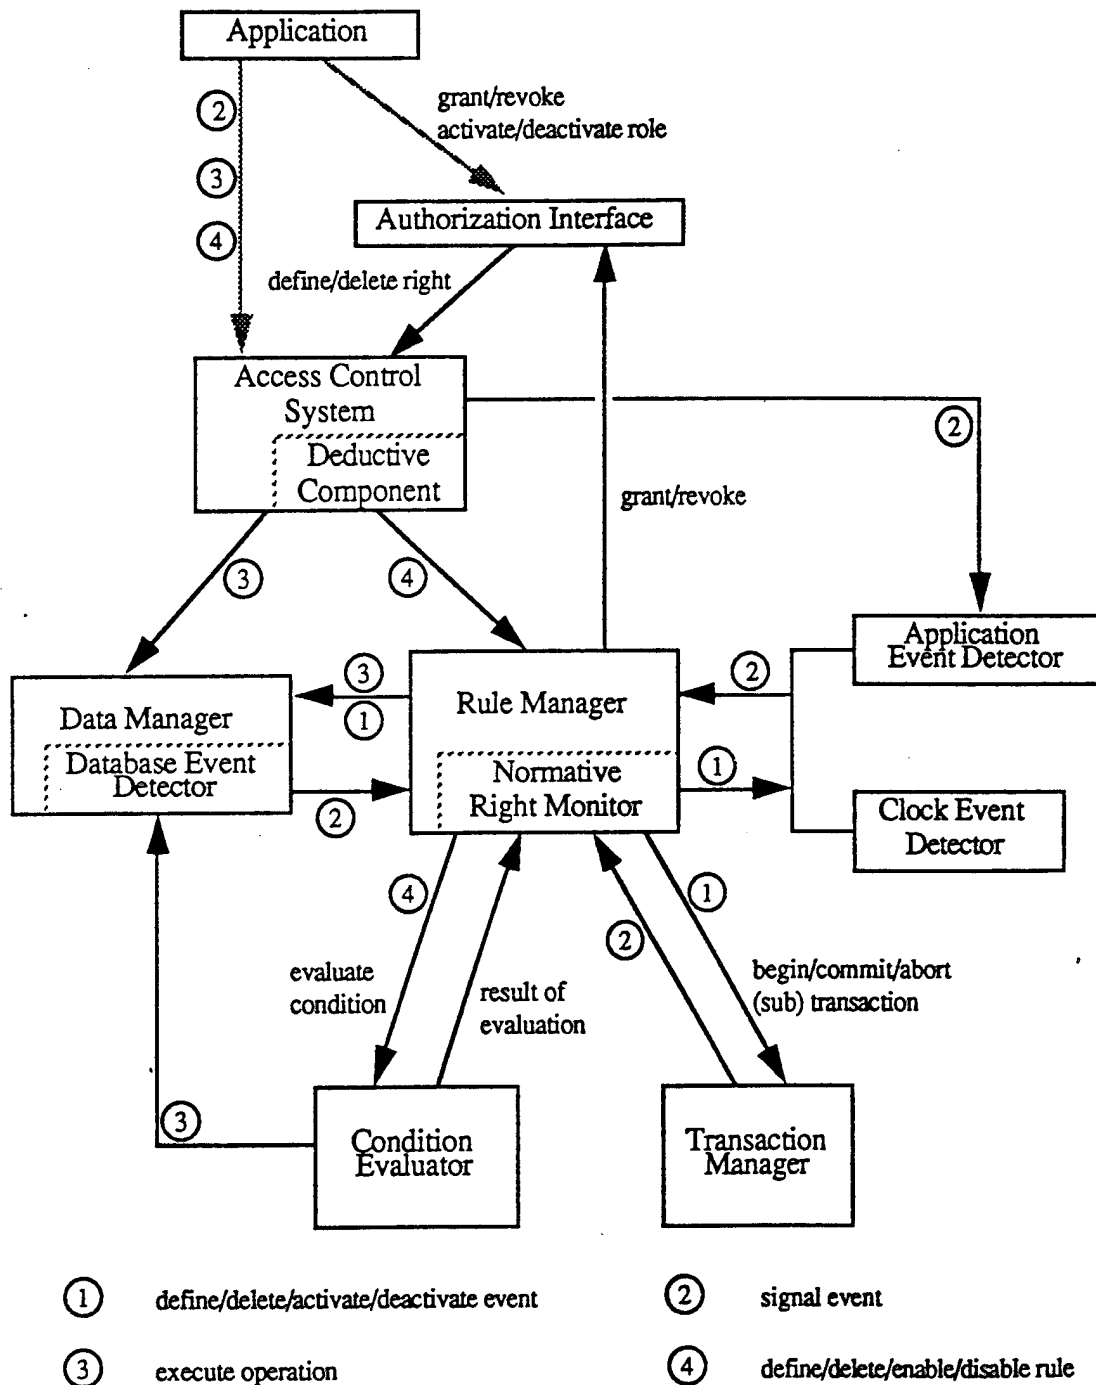 Application
2
grant/revoke
activate/deactivate role
3
4
Authorization Interface
define/delete right
Access Control
System
Deductive
Component
2
grant/revoke
3
4
Application
Event Detector
3
2
Rule Manager
Data Manager
1
Database Event
Detector
Normative
Right Monitor
1
2
Clock Event
Detector
4
1
2
evaluate
condition
result of
evaluation
begin/commit/abort
(sub) transaction
3
Condition
Evaluator
Transaction
Manager
1 define/delete/activate/deactivate event
2 signal event
3 execute operation
4 define/delete/enable/disable rule